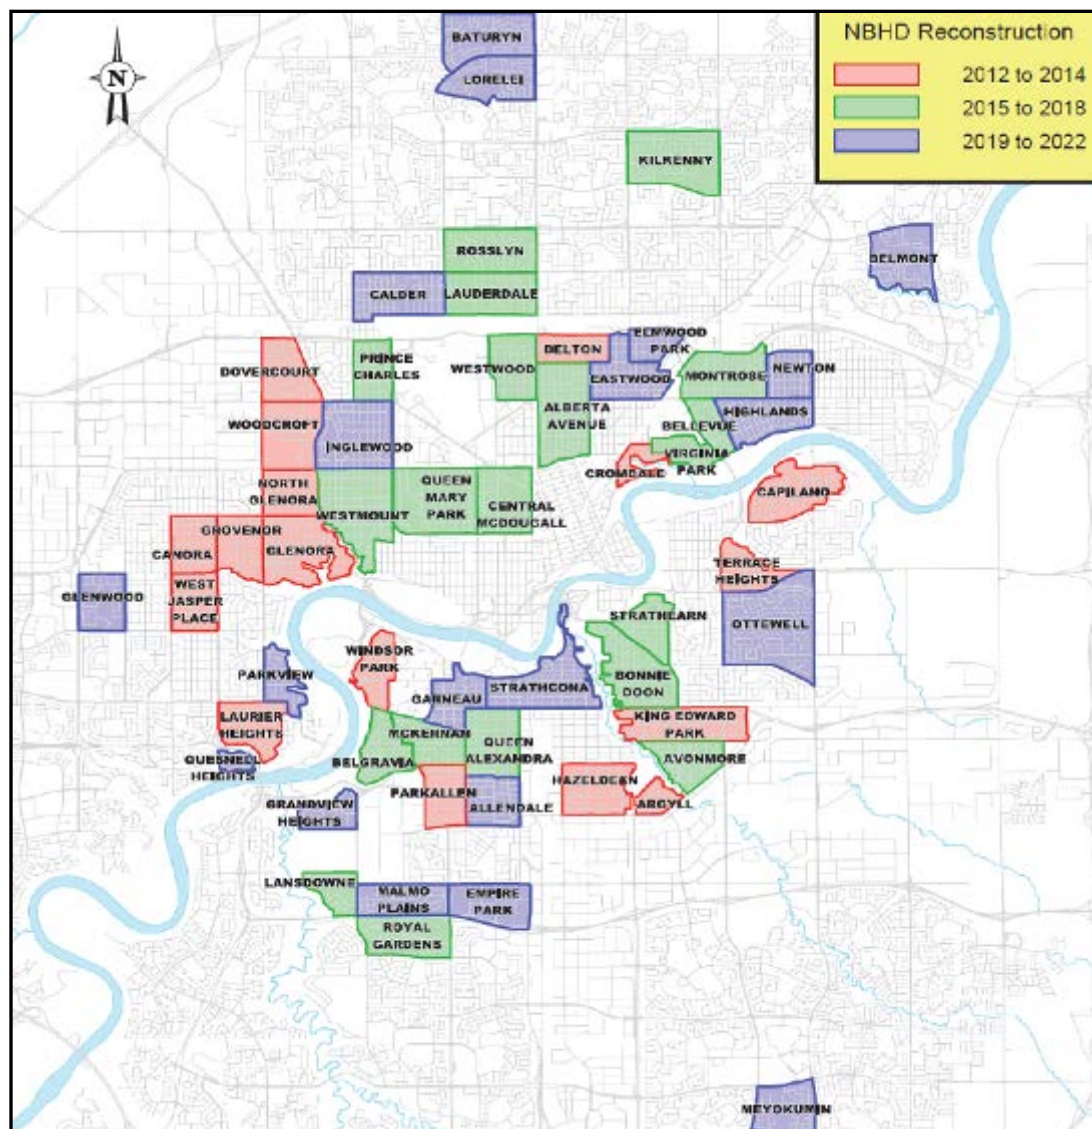 NBHD Reconstruction
2012 to 2014
2015 to 2018
2019 to 2022
N
BATURYN
LORELEI
KILKENNY
ROSSLYN
BELMONT
CALDER
LAUDERDALE
ELMWOOD
PARK
DELTON
PRINCE
CHARLES
WESTWOOD
DOVERCOURT
EASTWOOD
MONTROSE
NEWTON
ALBERTA
AVENUE
HIGHLANDS
WOODCROFT
BELLEVUE
INGLEWOOD
VIRGINIA
PARK
CROMDALE
NORTH
GLENORA
QUEEN
MARY
PARK
CAPILANO
WESTMOUNT
CENTRAL
MCDOUGALL
GROVENOR
CANORA
GLENORA
TERRACE
HEIGHTS
WEST
JASPER
PLACE
GLENWOOD
STRATHEARN
OTTEWELL
WINDSOR
PARK
PARKVIEW
BONNIE
DOON
GARNEAU
STRATHCONA
LAURIER
HEIGHTS
KING EDWARD
PARK
MCKENNAN
QUEEN
ALEXANDRA
QUESNELL
HEIGHTS
BELGRAVIA
AVONMORE
HAZELDEAN
PARKALLEN
GRANDVIEW
HEIGHTS
ALLENDALE
ARGYLL
LANSDOWNE
MALMO
PLAINS
EMPIRE
PARK
ROYAL
GARDENS
MEYOKUMIN